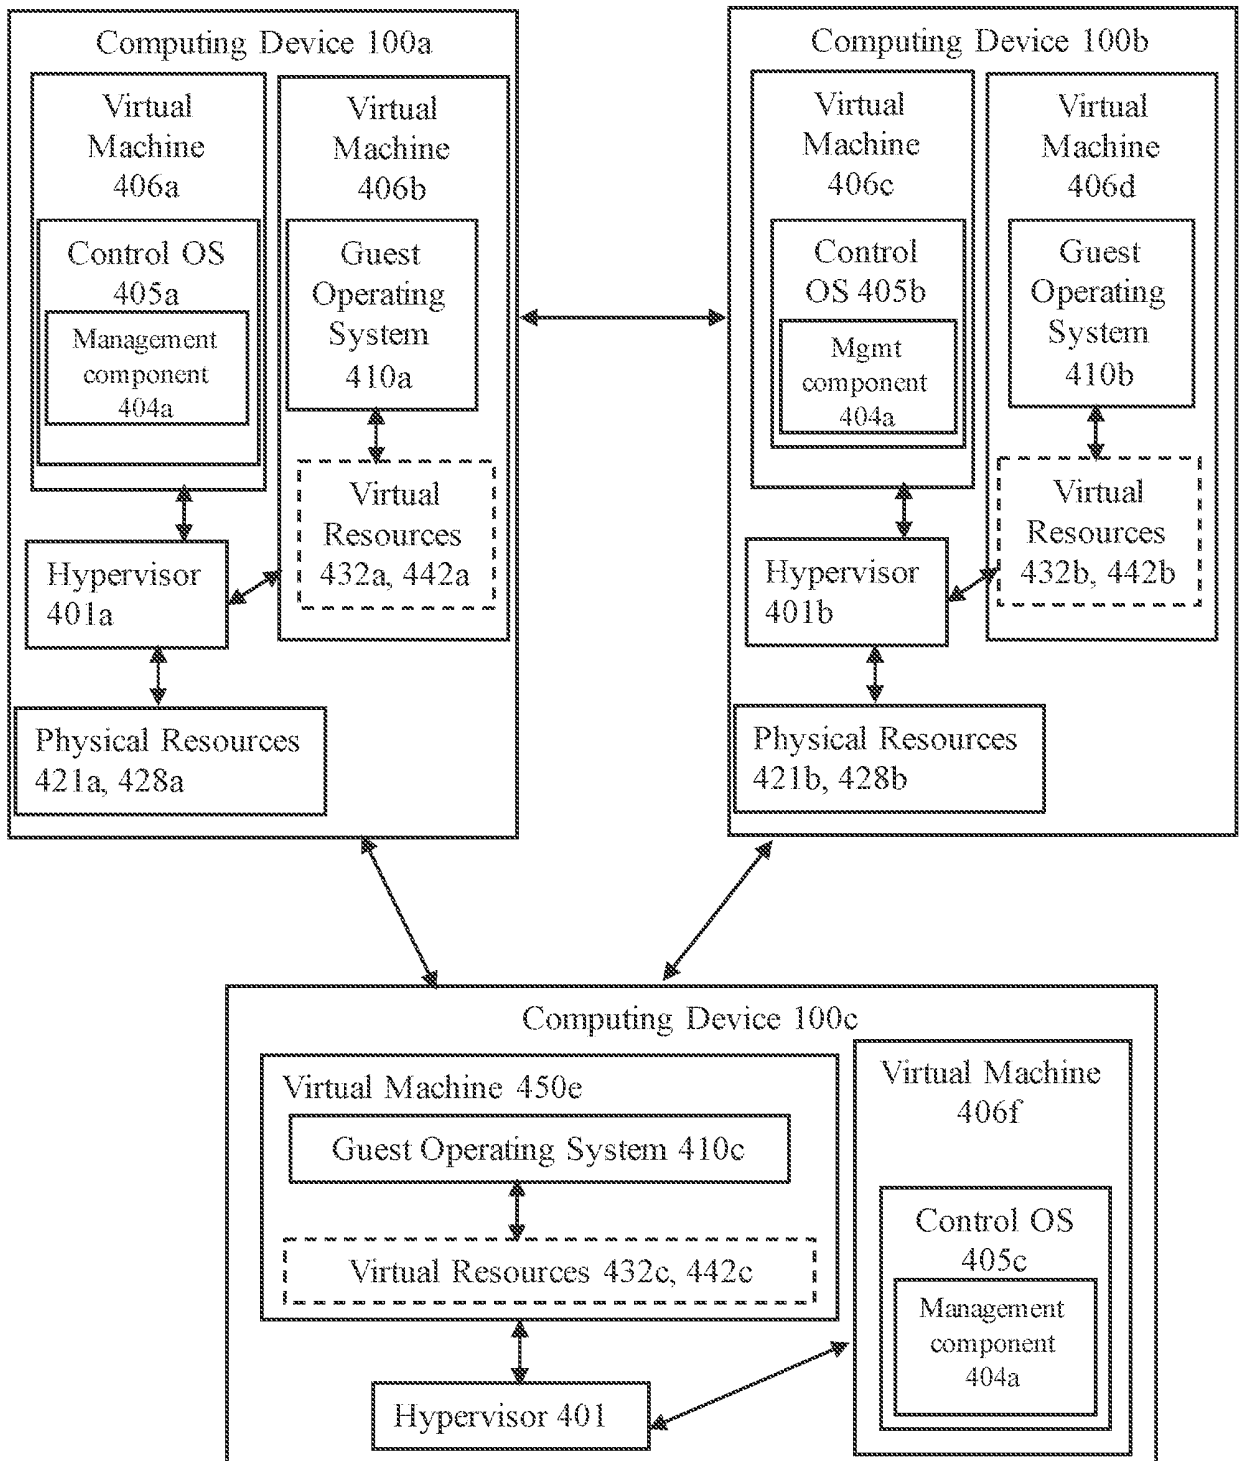 Computing Device 100a
Virtual
Machine
406a
Control OS
405a
Management
component
404a
Virtual
Machine
406b
Guest
Operating
System
410a
Virtual
Resources
432a, 442a
Hypervisor
401a
Physical Resources
421a, 428a
Computing Device 100b
Virtual
Machine
406c
Control
OS 405b
Mgmt
component
404a
Virtual
Machine
406d
Guest
Operating
System
410b
Virtual
Resources
432b, 442b
Hypervisor
401b
Physical Resources
421b, 428b
Computing Device 100c
Virtual Machine 450e
Guest Operating System 410c
Virtual Resources 432c, 442c
Hypervisor 401
Virtual Machine
406f
Control OS
405c
Management
component
404a